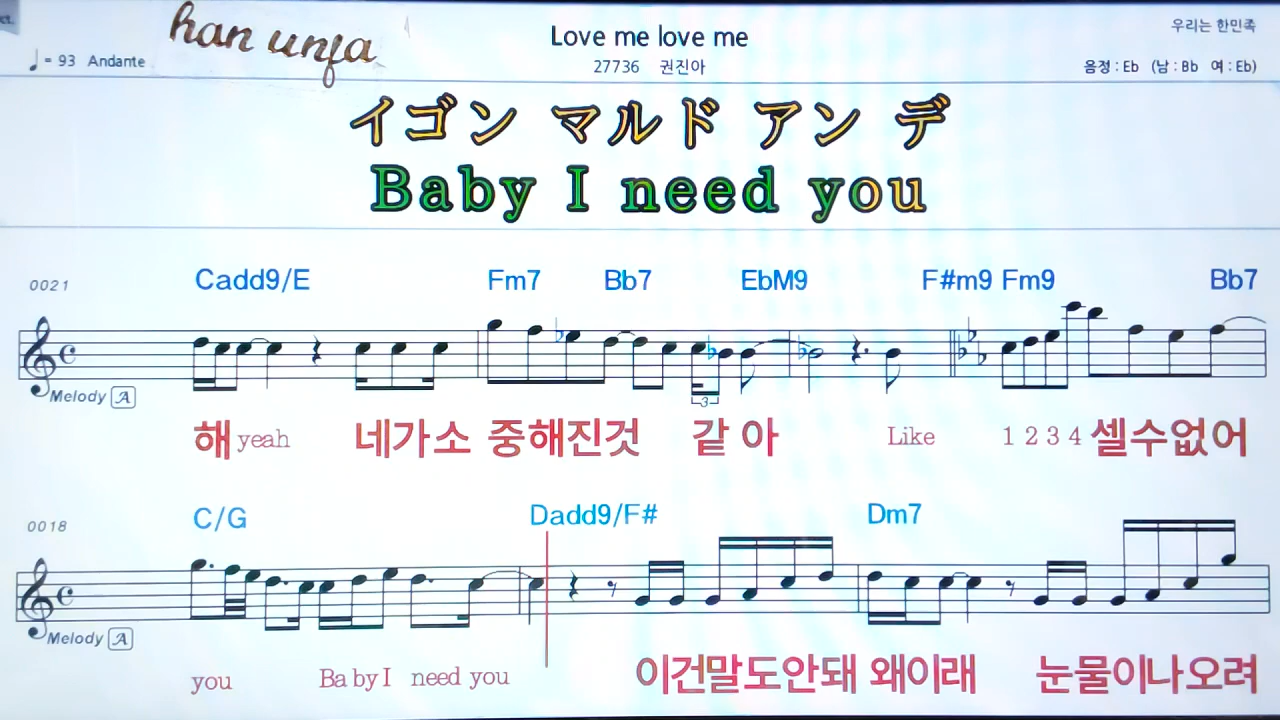 ct.
han unfa
Love me love me
우리는 한민족
♩= 93 Andante
27736 권진아
음정 : Eb (남 : Bb 여 : Eb)
イゴン マルド アン デ
Baby I need you
0021
Cadd9/E Fm7 Bb7 EbM9 F#m9 Fm9 Bb7
3
Melody A
해 yeah 네가소 중해진것 같 아 Like 1 2 3 4 셀수없어
0018
C/G Dadd9/F# Dm7
Melody A
you Baby I need you 이건말도안돼 왜이래 눈물이나오려